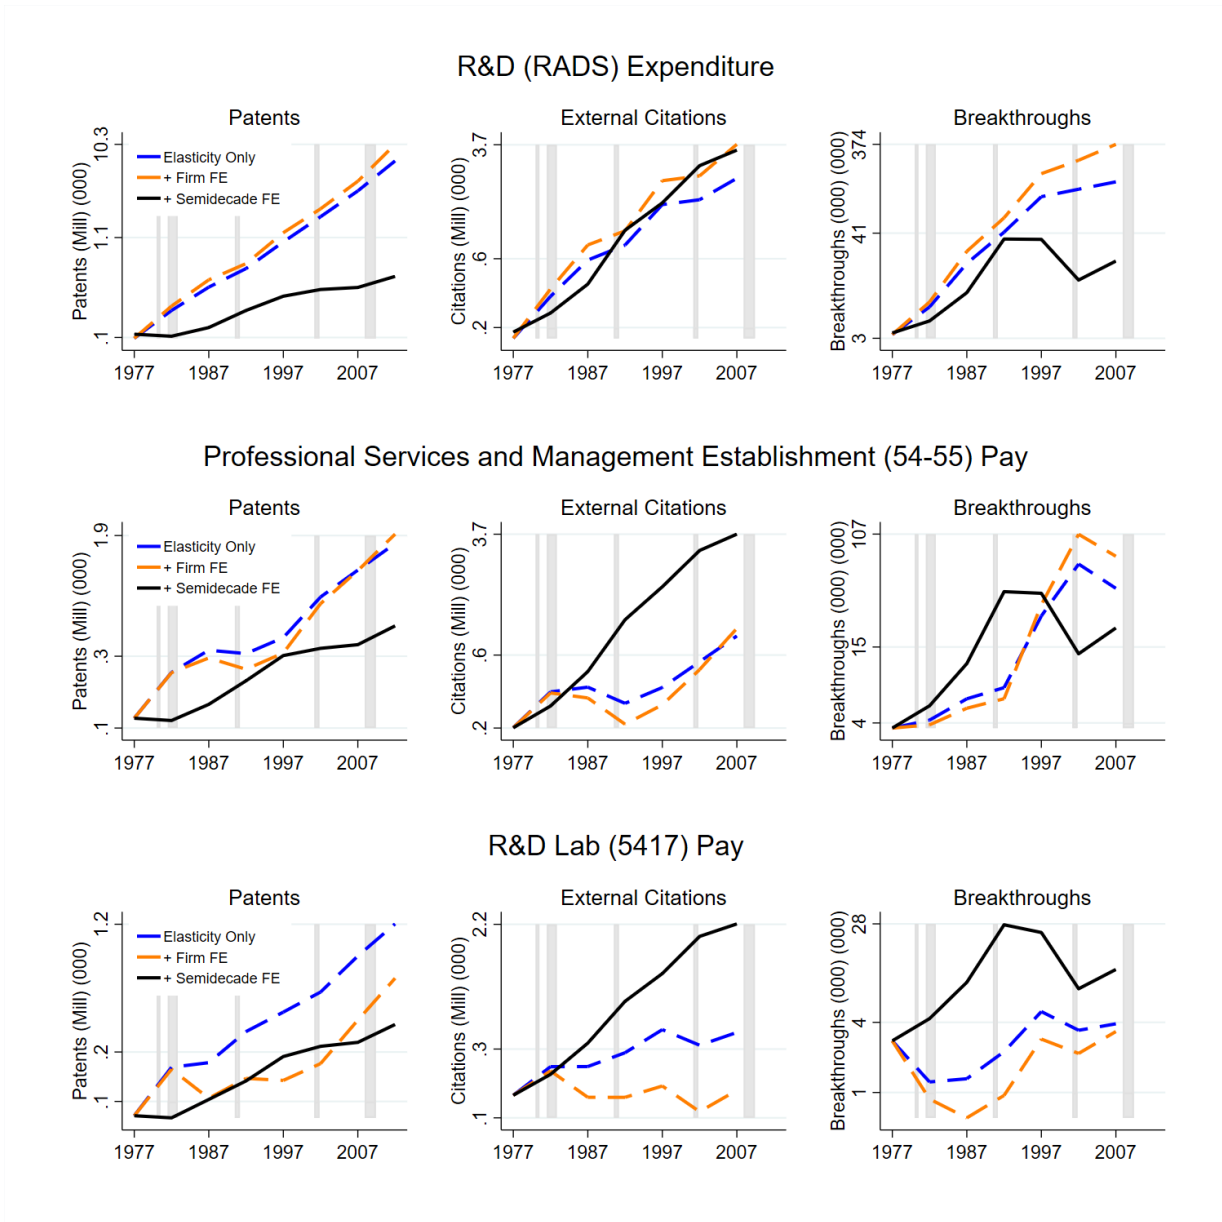 R&D (RADS) Expenditure
Patents
External Citations
Breakthroughs
Patents (Mill) (000)
10.3
1.1
.1
Elasticity Only
+ Firm FE
+ Semidecade FE
1977 1987 1997 2007
Citations (Mill) (000)
3.7
.6
.2
1977 1987 1997 2007
Breakthroughs (000) (000)
374
41
3
1977 1987 1997 2007
Professional Services and Management Establishment (54-55) Pay
Patents
External Citations
Breakthroughs
Patents (Mill) (000)
1.9
.3
.1
Elasticity Only
+ Firm FE
+ Semidecade FE
1977 1987 1997 2007
Citations (Mill) (000)
3.7
.6
.2
1977 1987 1997 2007
Breakthroughs (000) (000)
107
15
4
1977 1987 1997 2007
R&D Lab (5417) Pay
Patents
External Citations
Breakthroughs
Patents (Mill) (000)
1.2
.2
.1
Elasticity Only
+ Firm FE
+ Semidecade FE
1977 1987 1997 2007
Citations (Mill) (000)
2.2
.3
.1
1977 1987 1997 2007
Breakthroughs (000) (000)
28
4
1
1977 1987 1997 2007